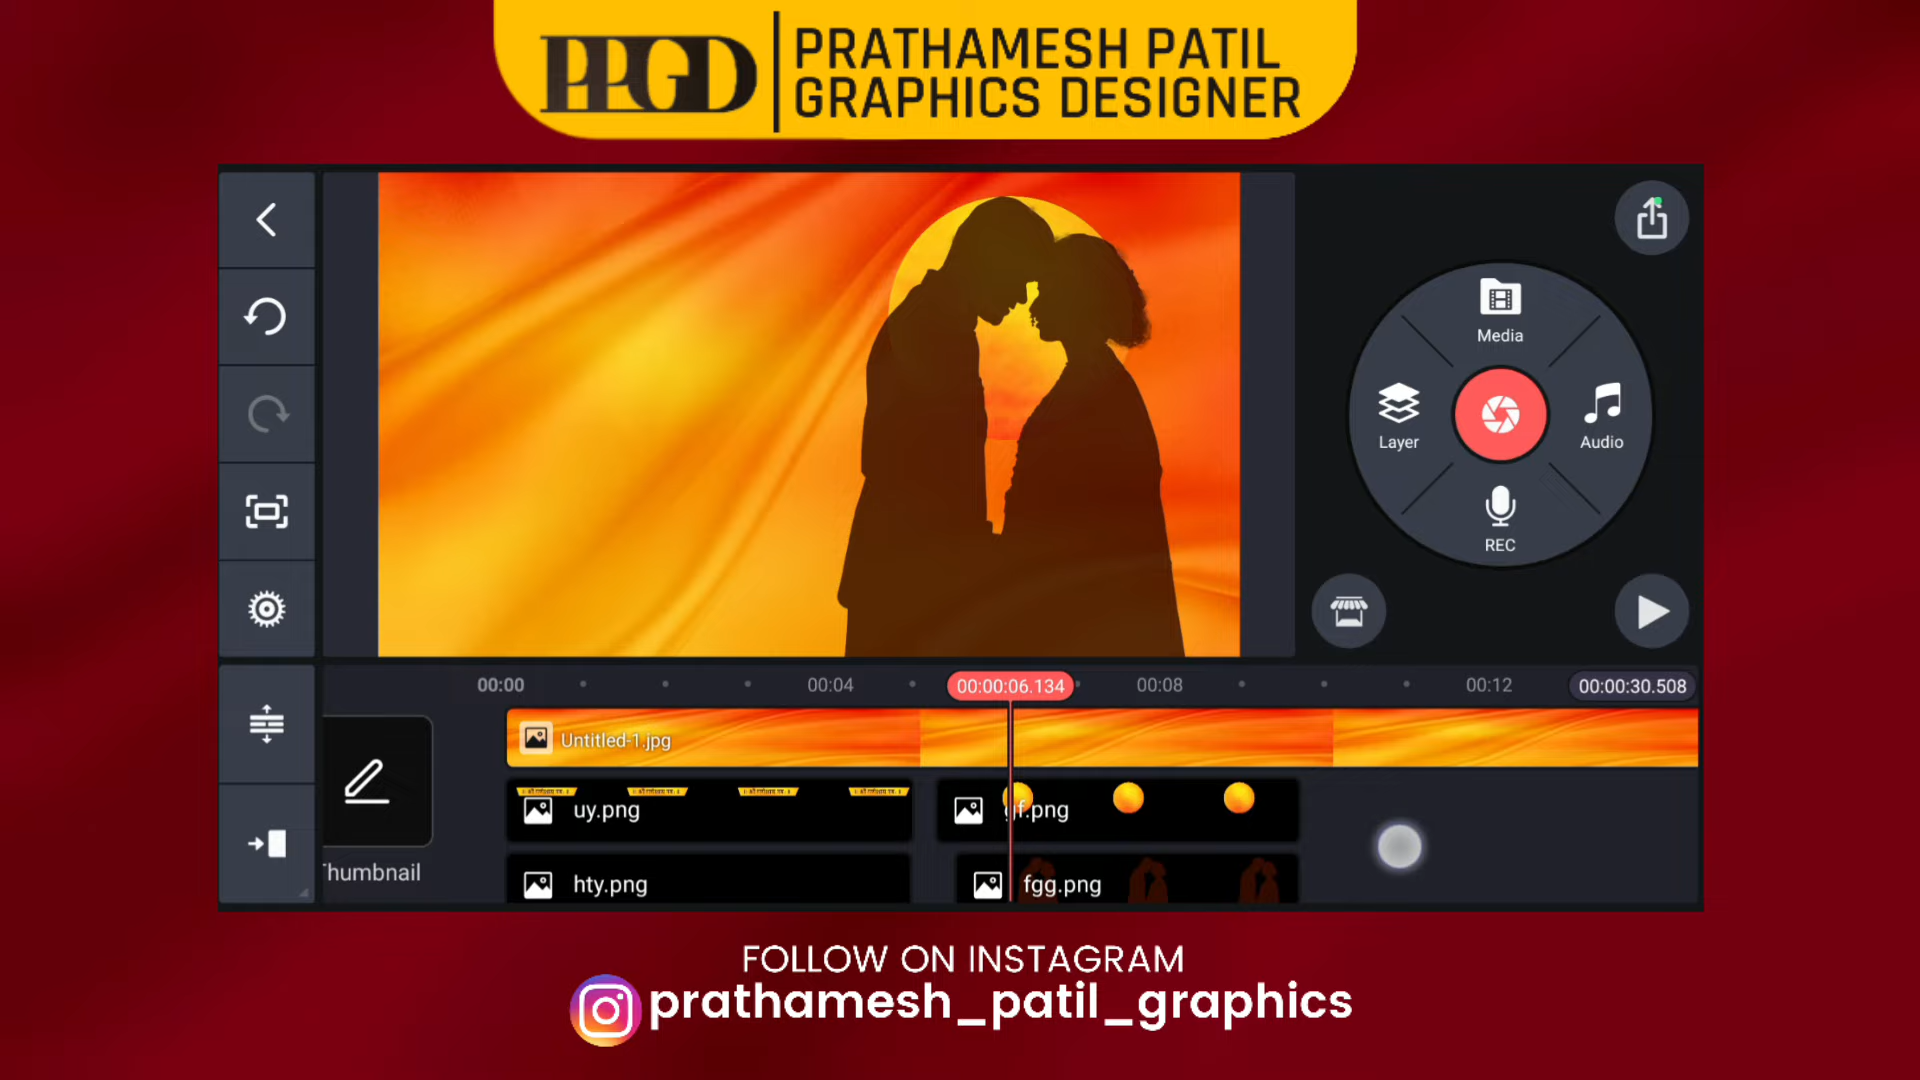 PPGD
PRATHAMESH PATIL
GRAPHICS DESIGNER
Media
Layer
Audio
REC
00:00
00:04
00:00:06.134
00:08
00:12
00:00:30.508
Untitled-1.jpg
uy.png
gf.png
Thumbnail
hty.png
fgg.png
FOLLOW ON INSTAGRAM
prathamesh_patil_graphics